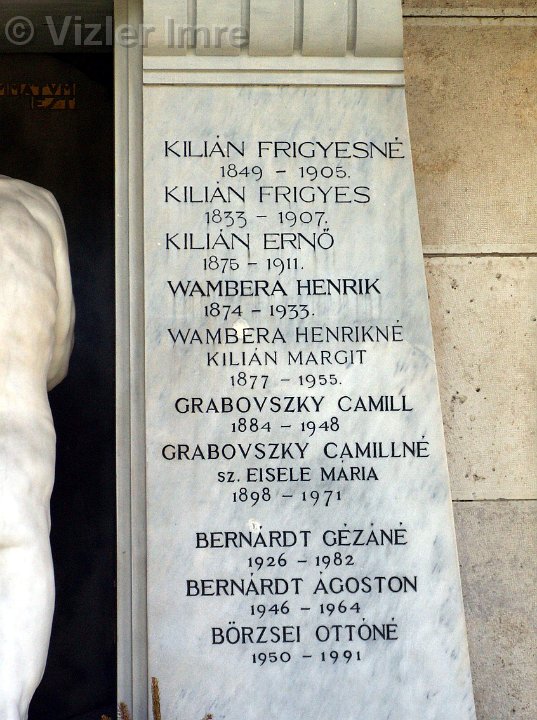 © Vizler Imre
MMATVM
EST
KILIÁN FRIGYESNÉ
1849 – 1905.
KILIÁN FRIGYES
1833 – 1907.
KILIÁN ERNŐ
1875 – 1911.
WAMBERA HENRIK
1874 – 1933.
WAMBERA HENRIKNÉ
KILIÁN MARGIT
1877 – 1955.
GRABOVSZKY CAMILL
1884 – 1948
GRABOVSZKY CAMILLNÉ
SZ. EISELE MÁRIA
1898 – 1971
BERNÁRDT GÉZÁNÉ
1926 – 1982
BERNÁRDT ÁGOSTON
1946 – 1964
BÖRZSEI OTTÓNÉ
1950 – 1991